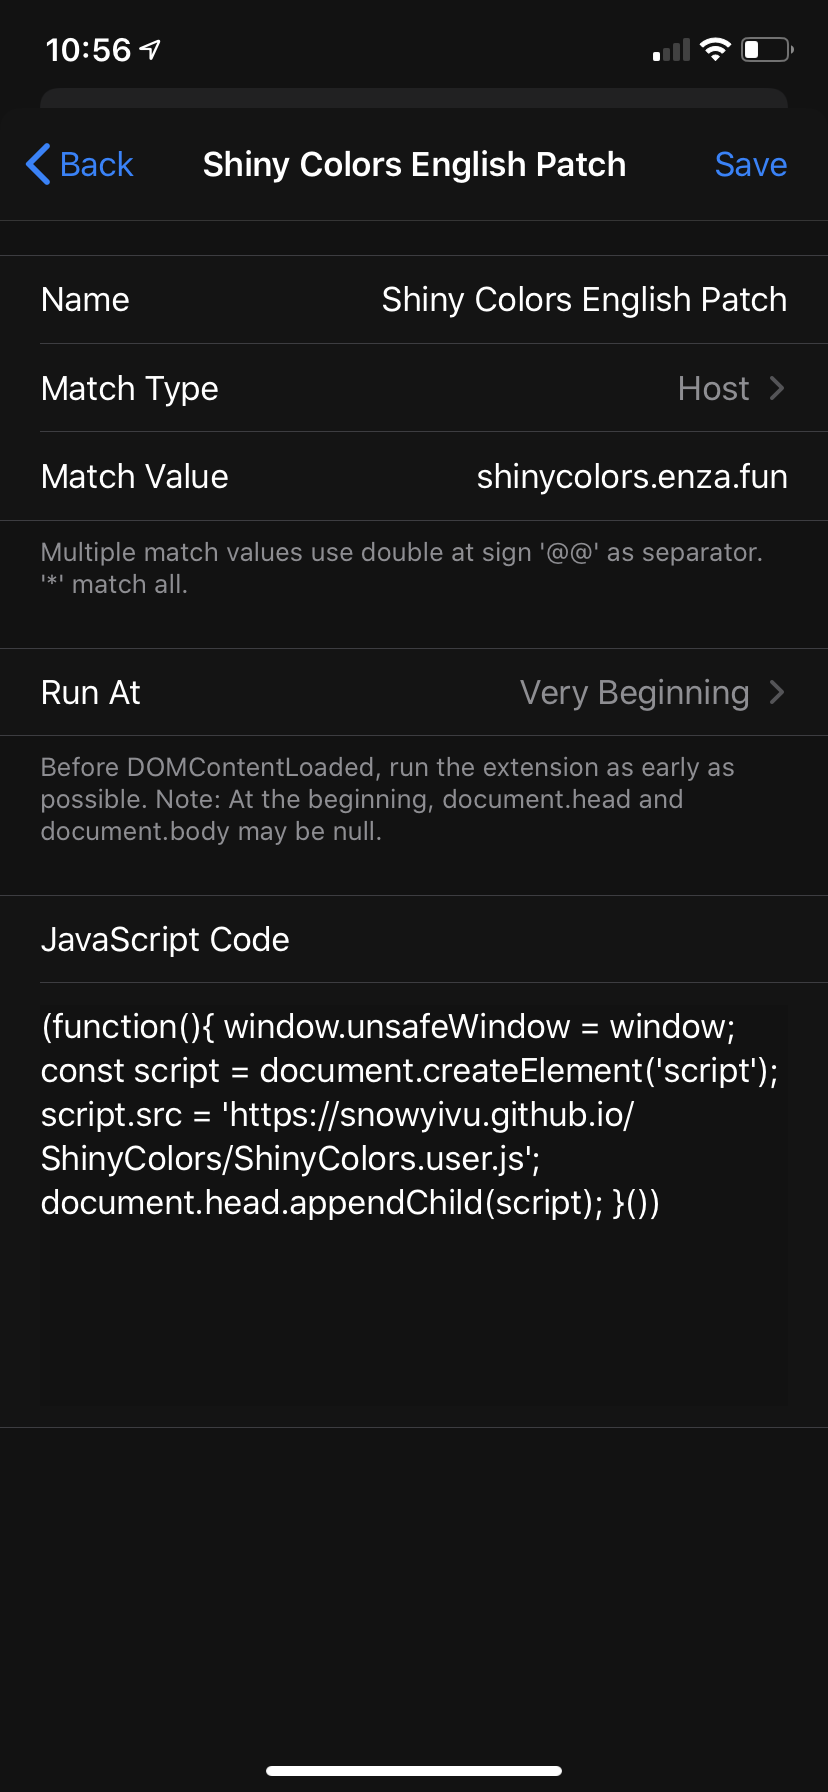 10:56
Back
Shiny Colors English Patch
Save
Name
Shiny Colors English Patch
Match Type
Host
Match Value
shinycolors.enza.fun
Multiple match values use double at sign '@@' as separator.
'*' match all.
Run At
Very Beginning
Before DOMContentLoaded, run the extension as early as
possible. Note: At the beginning, document.head and
document.body may be null.
JavaScript Code
(function(){ window.unsafeWindow = window;
const script = document.createElement('script');
script.src = 'https://snowyivu.github.io/
ShinyColors/ShinyColors.user.js';
document.head.appendChild(script); }())